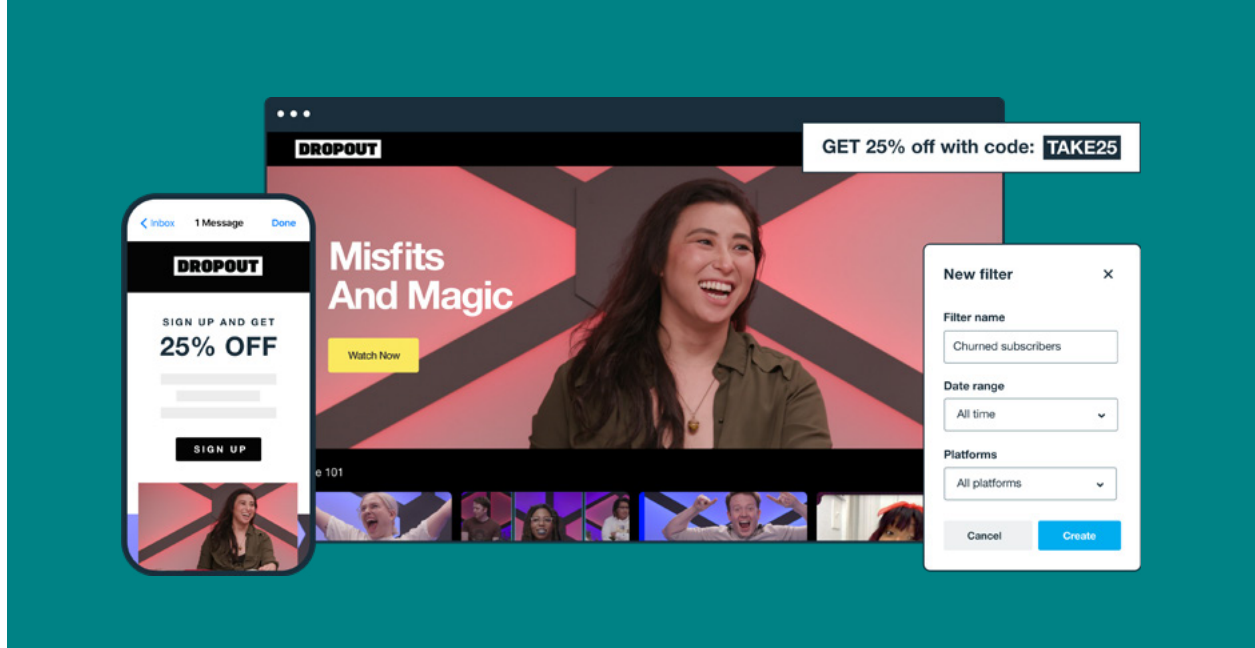 DROPOUT
GET 25% off with code: TAKE25
Inbox 1 Message Done
DROPOUT
SIGN UP AND GET
25% OFF
SIGN UP
Misfits
And Magic
Watch Now
101
New filter
Filter name
Churned subscribers
Date range
All time
Platforms
All platforms
Cancel Create